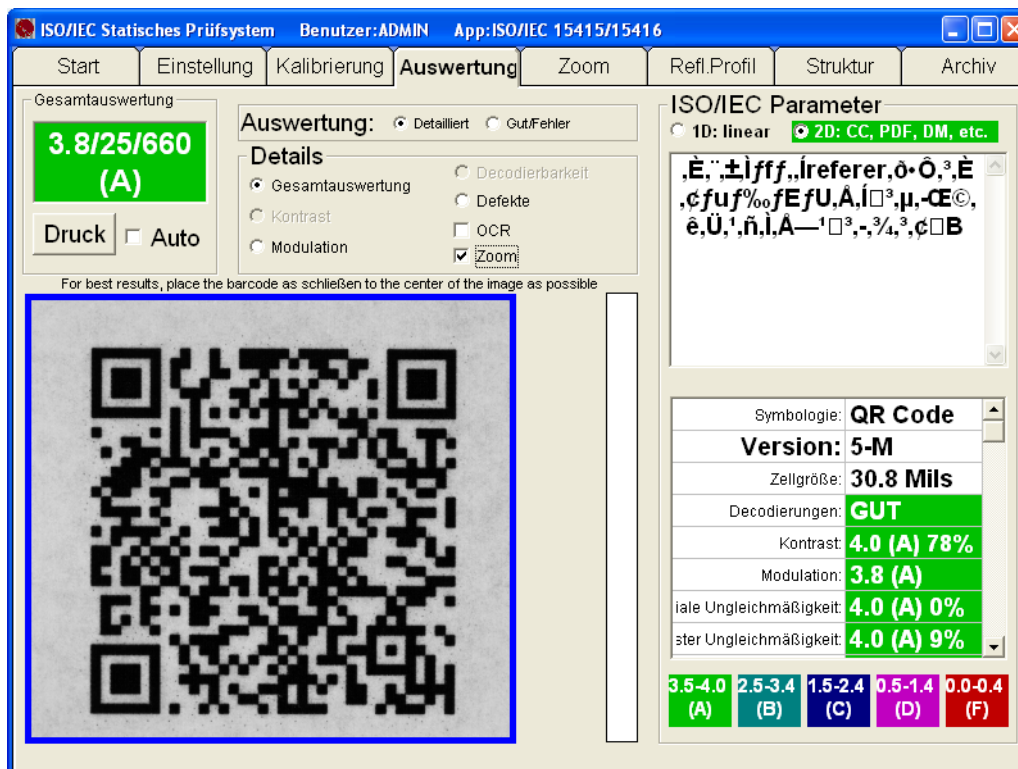 ISO/IEC Statisches Prüfsystem Benutzer:ADMIN App:ISO/IEC 15415/15416
Start Einstellung Kalibrierung Auswertung Zoom Refl.Profil Struktur Archiv
Gesamtauswertung
3.8/25/660
(A)
Druck Auto
Auswertung: Detailliert Gut/Fehler
Details
Gesamtauswertung
Kontrast
Modulation
Decodierbarkeit
Defekte
OCR
Zoom
For best results, place the barcode as schließen to the center of the image as possible
ISO/IEC Parameter
1D: linear 2D: CC, PDF, DM, etc.
Symbologie: QR Code
Version: 5-M
Zellgröße: 30.8 Mils
Decodierungen: GUT
Kontrast: 4.0 (A) 78%
Modulation: 3.8 (A)
iale Ungleichmäßigkeit: 4.0 (A) 0%
ster Ungleichmäßigkeit: 4.0 (A) 9%
3.5-4.0 2.5-3.4 1.5-2.4 0.5-1.4 0.0-0.4
(A) (B) (C) (D) (F)